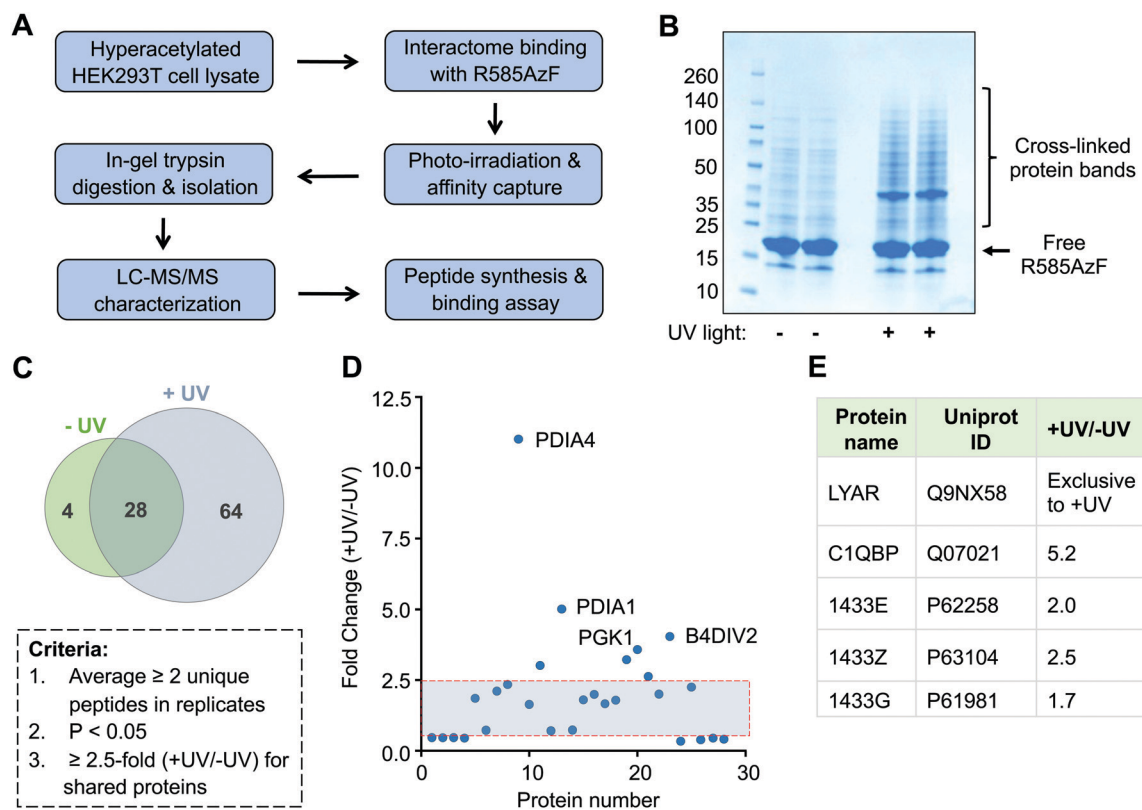 A
Hyperacetylated
HEK293T cell lysate
Interactome binding
with R585AzF
In-gel trypsin
digestion & isolation
Photo-irradiation &
affinity capture
LC-MS/MS
characterization
Peptide synthesis &
binding assay
B
260
140
100
50
35
25
15
10
Cross-linked
protein bands
Free
R585AzF
UV light: - - + +
C
+ UV
- UV
4 28 64
Criteria:
1. Average ≥ 2 unique
peptides in replicates
2. P < 0.05
3. ≥ 2.5-fold (+UV/-UV) for
shared proteins
D
Fold Change (+UV/-UV)
12.5
10.0
7.5
5.0
2.5
0.0
PDIA4
PDIA1
PGK1
B4DIV2
0 10 20 30
Protein number
E
Protein name Uniprot ID +UV/-UV
LYAR Q9NX58 Exclusive to +UV
C1QBP Q07021 5.2
1433E P62258 2.0
1433Z P63104 2.5
1433G P61981 1.7